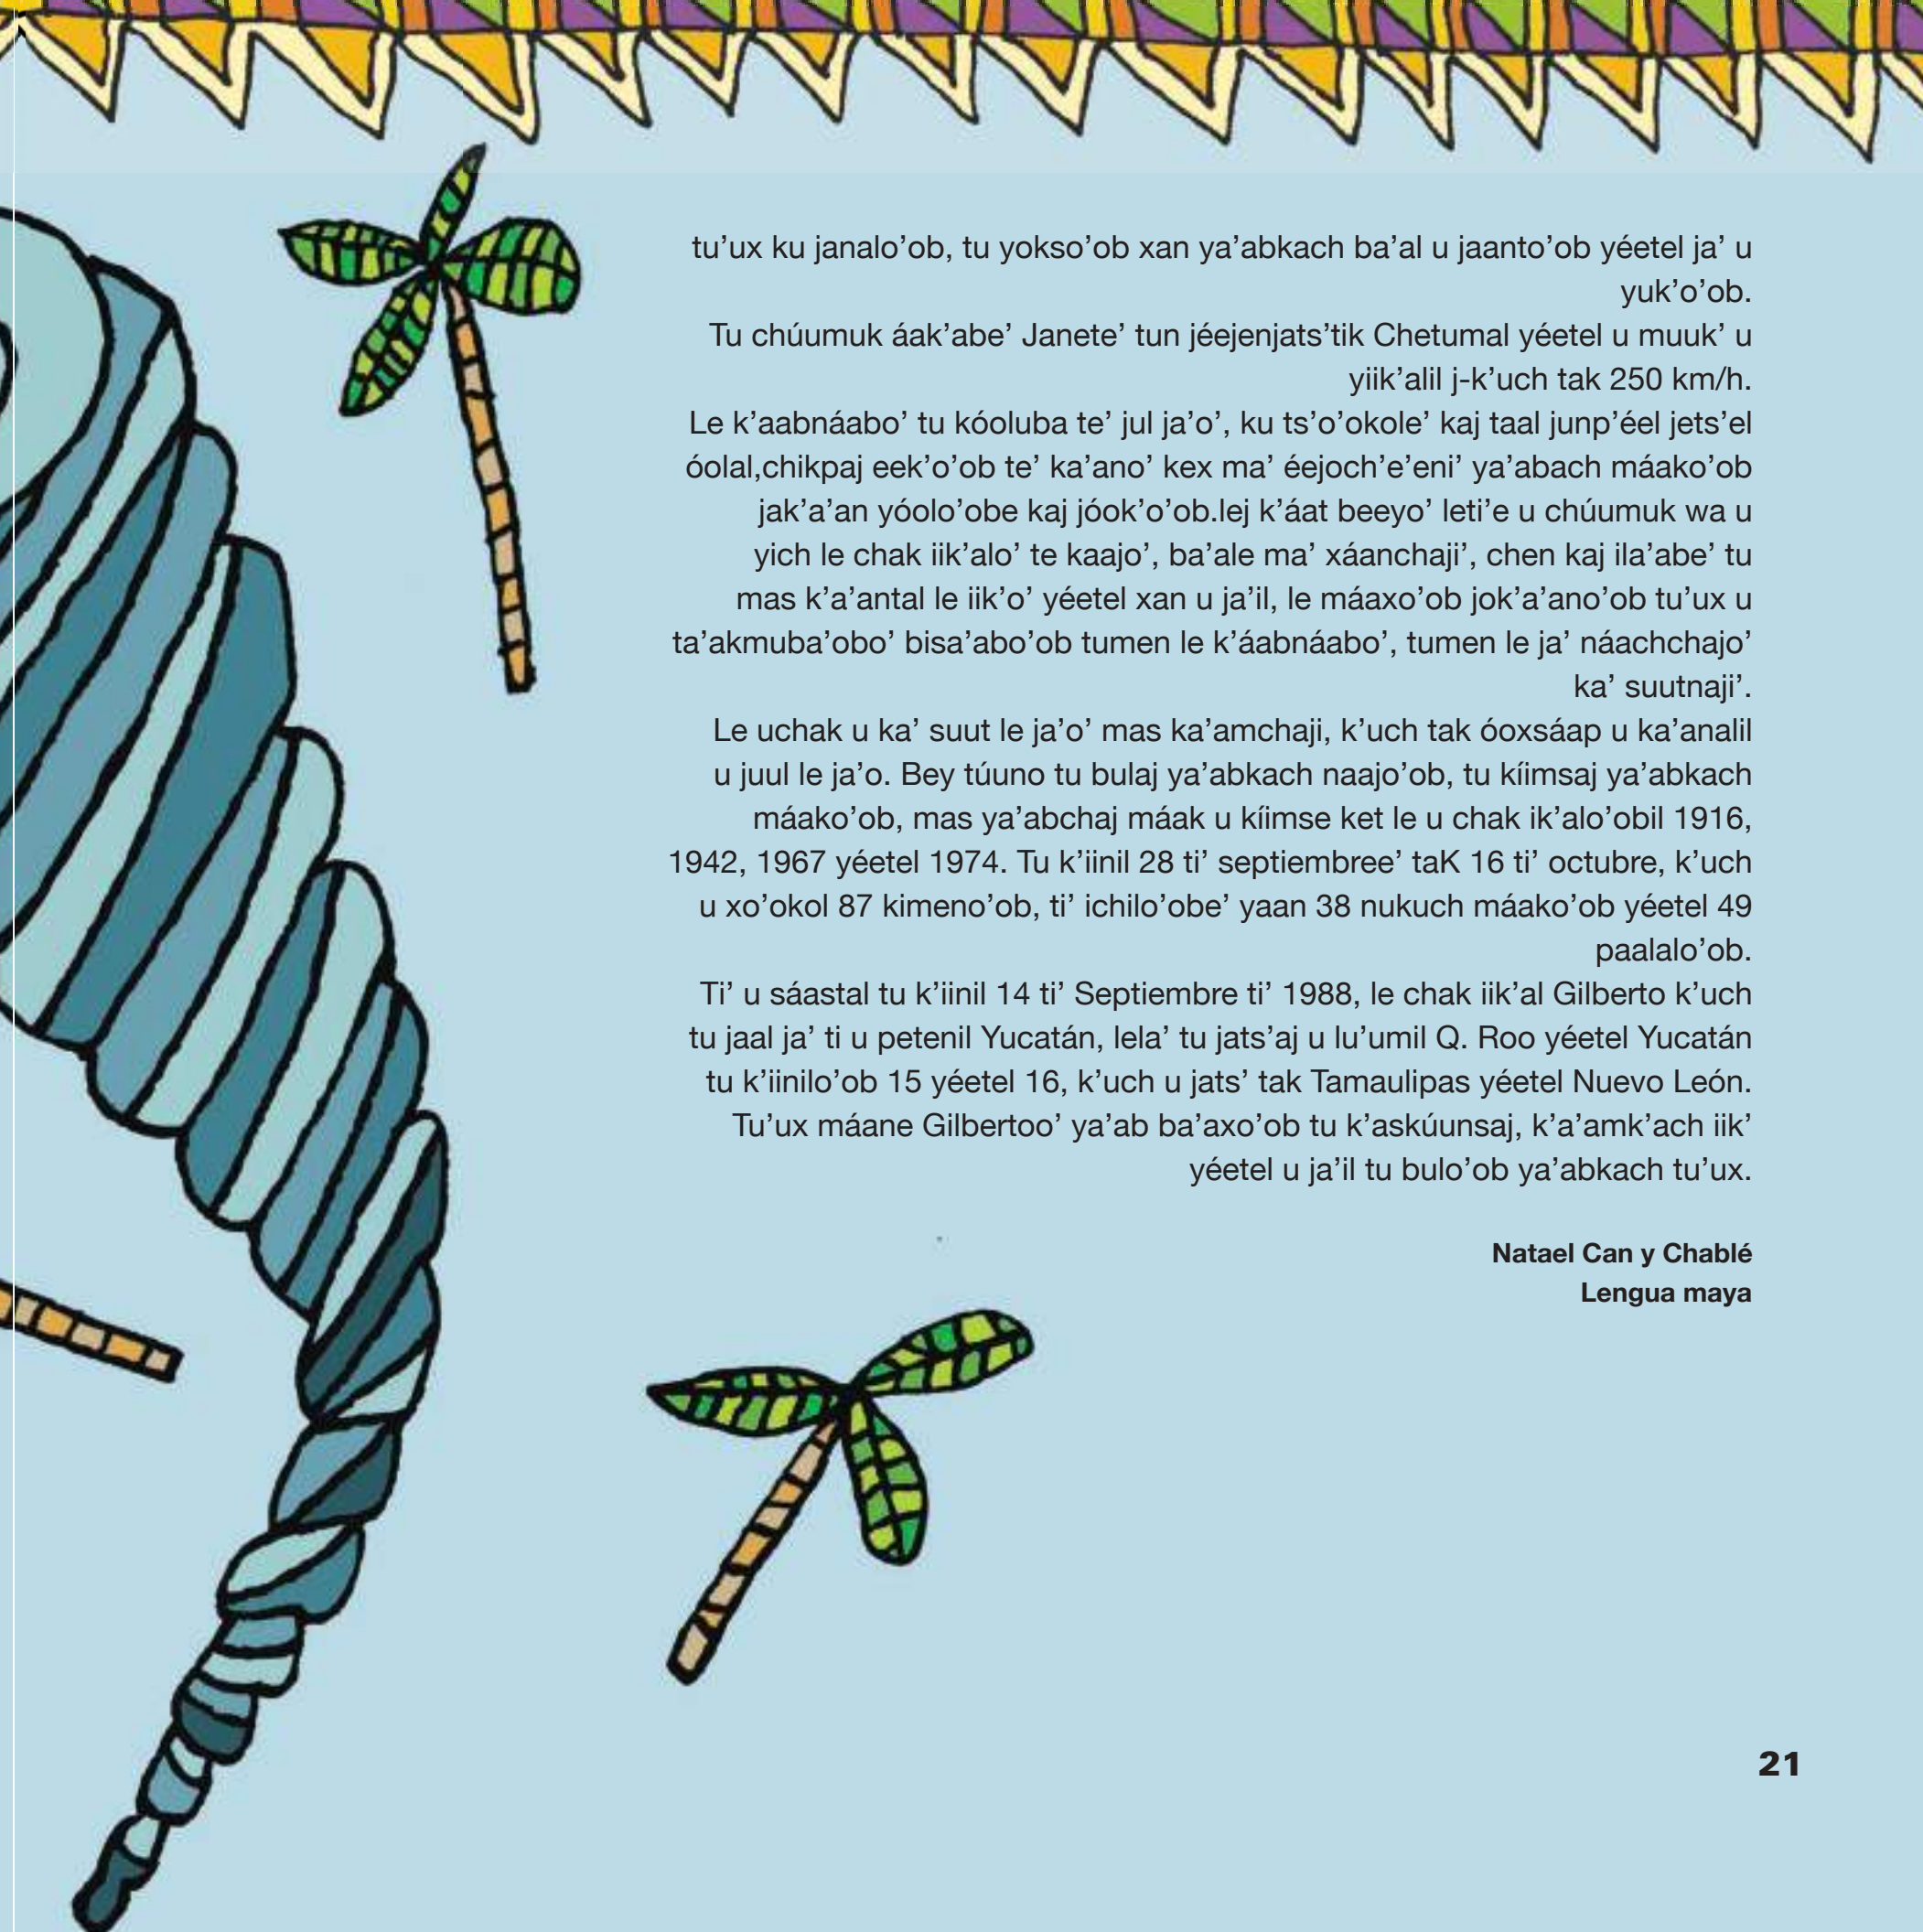 tu’ux ku janalo’ob, tu yokso’ob xan ya’abkach ba’al u jaanto’ob yéetel ja’ u
yuk’o’ob.
Tu chúumuk áak’abe’ Janete’ tun jéejenjats’tik Chetumal yéetel u muuk’ u
yiik’alil j-k’uch tak 250 km/h.
Le k’aabnáabo’ tu kóoluba te’ jul ja’o’, ku ts’o’okole’ kaj taal junp’éel jets’el
óolal,chikpaj eek’o’ob te’ ka’ano’ kex ma’ éejoch’e’eni’ ya’abach máako’ob
jak’a’an yóolo’obe kaj jóok’o’ob.lej k’áat beeyo’ leti’e u chúumuk wa u
yich le chak iik’alo’ te kaajo’, ba’ale ma’ xáanchaji’, chen kaj ila’abe’ tu
mas k’a’antal le iik’o’ yéetel xan u ja’il, le máaxo’ob jok’a’ano’ob tu’ux u
ta’akmuba’obo’ bisa’abo’ob tumen le k’áabnáabo’, tumen le ja’ náachchajo’
ka’ suutnaji’.
Le uchak u ka’ suut le ja’o’ mas ka’amchaji, k’uch tak óoxsáap u ka’analil
u juul le ja’o. Bey túuno tu bulaj ya’abkach naajo’ob, tu kíimsaj ya’abkach
máako’ob, mas ya’abchaj máak u kíimse ket le u chak ik’alo’obil 1916,
1942, 1967 yéetel 1974. Tu k’iinil 28 ti’ septiembree’ taK 16 ti’ octubre, k’uch
u xo’okol 87 kimeno’ob, ti’ ichilo’obe’ yaan 38 nukuch máako’ob yéetel 49
paalalo’ob.
Ti’ u sáastal tu k’iinil 14 ti’ Septiembre ti’ 1988, le chak iik’al Gilberto k’uch
tu jaal ja’ ti u petenil Yucatán, lela’ tu jats’aj u lu’umil Q. Roo yéetel Yucatán
tu k’iinilo’ob 15 yéetel 16, k’uch u jats’ tak Tamaulipas yéetel Nuevo León.
Tu’ux máane Gilbertoo’ ya’ab ba’axo’ob tu k’askúunsaj, k’a’amk’ach iik’
yéetel u ja’il tu bulo’ob ya’abkach tu’ux.
Natael Can y Chablé
Lengua maya
21